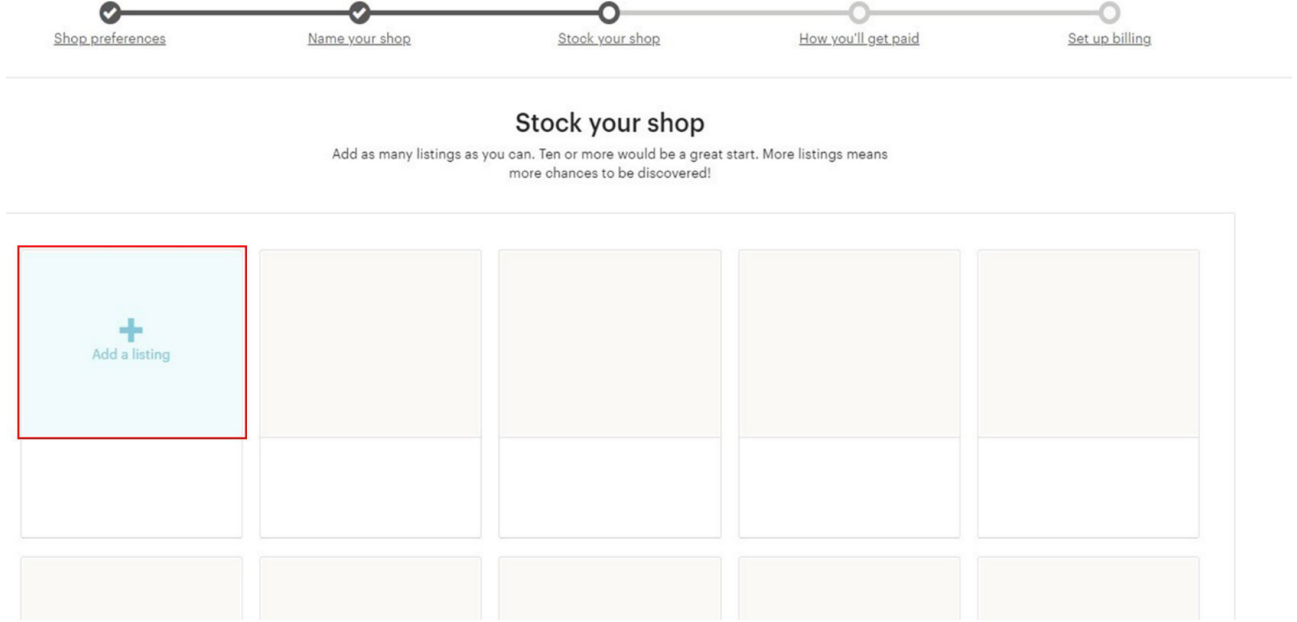 Shop preferences
Name your shop
Stock your shop
How you'll get paid
Set up billing
Stock your shop
Add as many listings as you can. Ten or more would be a great start. More listings means
more chances to be discovered!
Add a listing